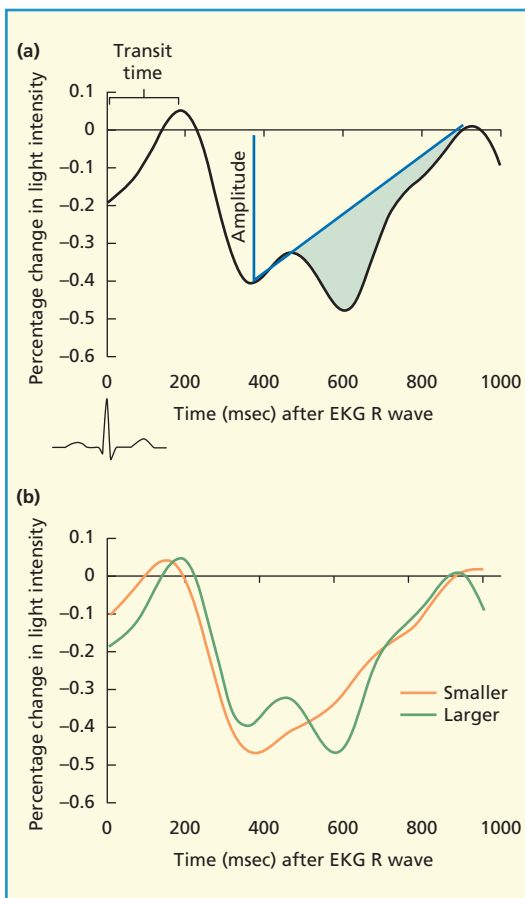 (a)
Transit
time
Percentage change in light intensity
0.1
0
–0.1
–0.2
–0.3
–0.4
–0.5
–0.6
Amplitude
0 200 400 600 800 1000
Time (msec) after EKG R wave
(b)
Percentage change in light intensity
0.1
0
–0.1
–0.2
–0.3
–0.4
–0.5
–0.6
Smaller
Larger
0 200 400 600 800 1000
Time (msec) after EKG R wave